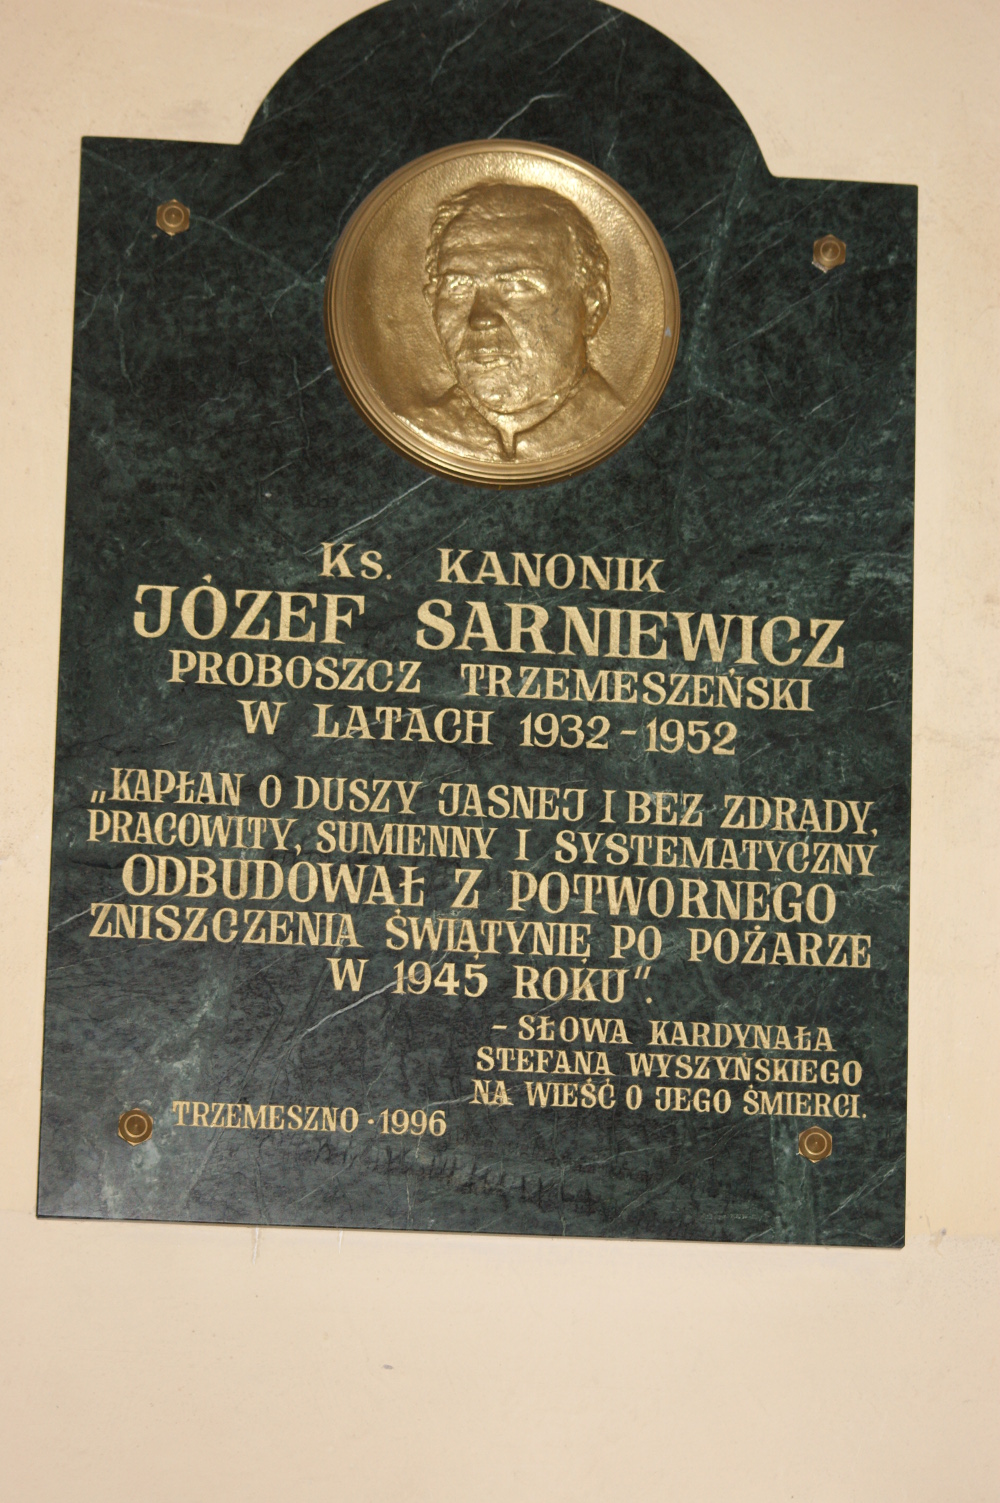 Ks. KANONIK
JÓZEF SARNIEWICZ
PROBOSZCZ TRZEMESZEŃSKI
W LATACH 1932-1952
„KAPŁAN O DUSZY JASNEJ I BEZ ZDRADY,
PRACOWITY, SUMIENNY I SYSTEMATYCZNY
ODBUDOWAŁ Z POTWORNEGO
ZNISZCZENIA ŚWIĄTYNIĘ PO POŻARZE
W 1945 ROKU”.
- SŁOWA KARDYNAŁA
STEFANA WYSZYŃSKIEGO
NA WIEŚĆ O JEGO ŚMIERCI.
TRZEMESZNO·1996